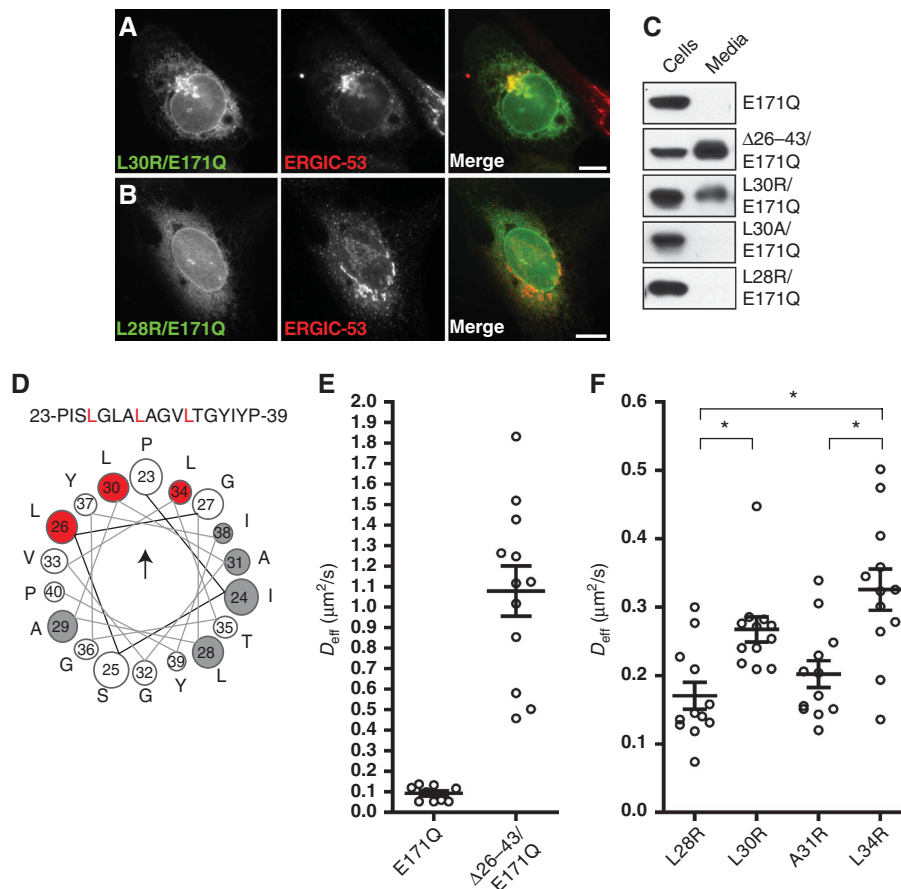 A
L30R/E171Q
ERGIC-53
Merge
B
L28R/E171Q
ERGIC-53
Merge
C
Cells
Media
E171Q
Δ26–43/
E171Q
L30R/
E171Q
L30A/
E171Q
L28R/
E171Q
D
23-PISLGLALAGVLTGYIYP-39
P
L
L
Y
G
23
30
34
37
27
L
I
26
38
V
A
33
31
P
I
40
24
A
T
29
35
G
L
36
28
S
G
Y
25
32
39
E
Deff (μm²/s)
2.0
1.9
1.8
1.7
1.6
1.5
1.4
1.3
1.2
1.1
1.0
0.9
0.8
0.7
0.6
0.5
0.4
0.3
0.2
0.1
0.0
E171Q
Δ26–43/
E171Q
F
Deff (μm²/s)
0.6
0.5
0.4
0.3
0.2
0.1
0.0
*
*
*
L28R
L30R
A31R
L34R